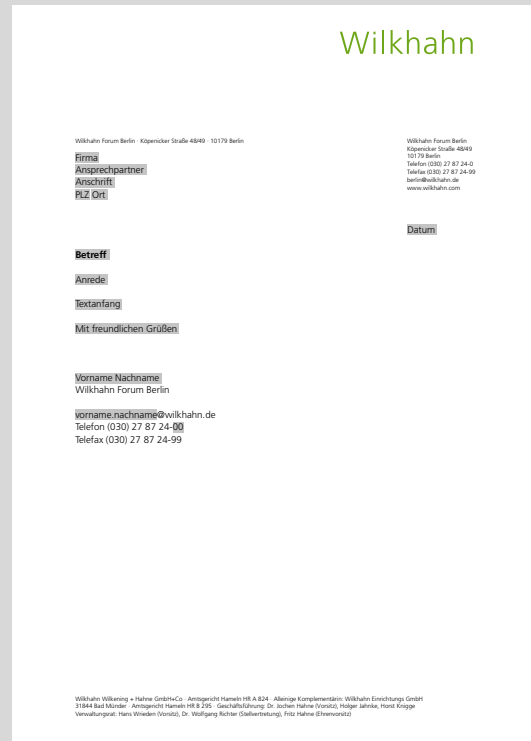 Wilkhahn
Wilkhahn Forum Berlin · Köpenicker Straße 48/49 · 10179 Berlin
Firma
Ansprechpartner
Anschrift
PLZ Ort
Wilkhahn Forum Berlin
Köpenicker Straße 48/49
10179 Berlin
Telefon (030) 27 87 24-0
Telefax (030) 27 87 24-99
berlin@wilkhahn.de
www.wilkhahn.com
Datum
Betreff
Anrede
Textanfang
Mit freundlichen Grüßen
Vorname Nachname
Wilkhahn Forum Berlin
vorname.nachname@wilkhahn.de
Telefon (030) 27 87 24-00
Telefax (030) 27 87 24-99
Wilkhahn Wilkening + Hahne GmbH+Co · Amtsgericht Hameln HR A 824 · Alleinige Komplementärin: Wilkhahn Einrichtungs GmbH
31844 Bad Münder · Amtsgericht Hameln HR B 295 · Geschäftsführung: Dr. Jochen Hahne (Vorsitz), Holger Jahnke, Horst Knigge
Verwaltungsrat: Hans Wrieden (Vorsitz), Dr. Wolfgang Richter (Stellvertretung), Fritz Hahne (Ehrenvorsitz)